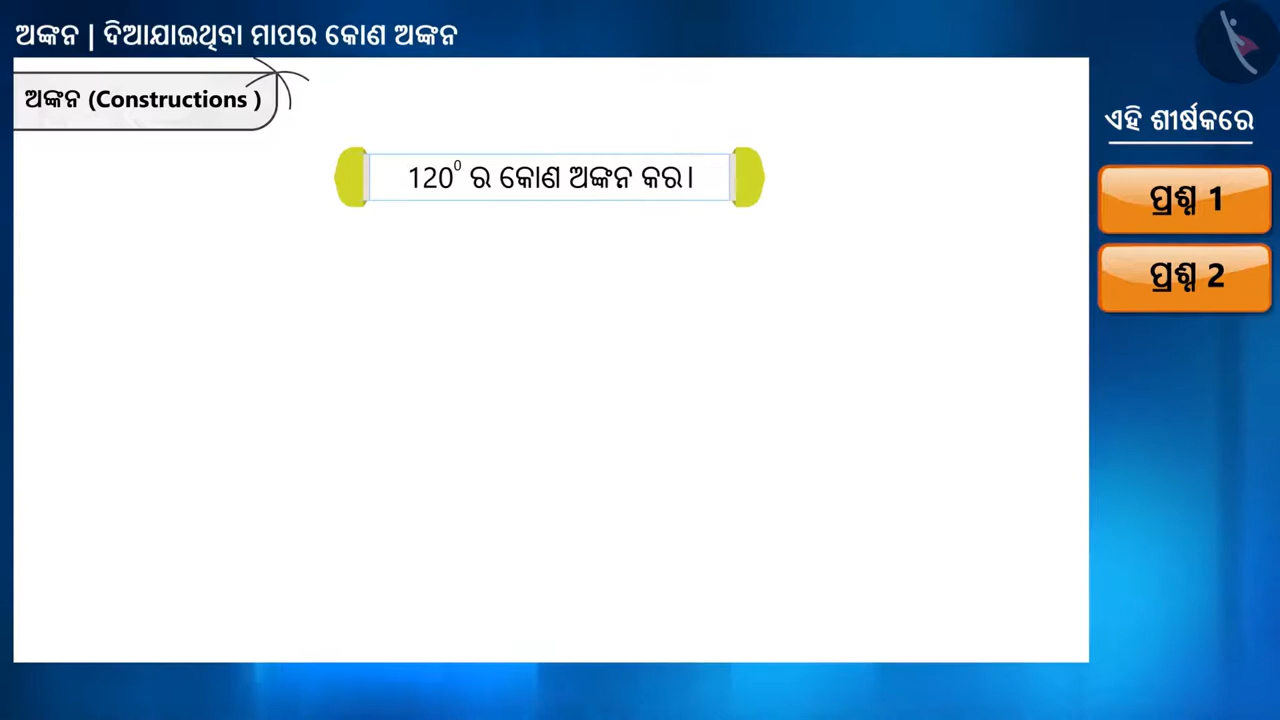 ଅଙ୍କନ | ଦିଆଯାଇଥିବା ମାପର କୋଣ ଅଙ୍କନ
ଅଙ୍କନ (Constructions )
120⁰ ର କୋଣ ଅଙ୍କନ କର।
ଏହି ଶୀର୍ଷକରେ
ପ୍ରଶ୍ନ 1
ପ୍ରଶ୍ନ 2